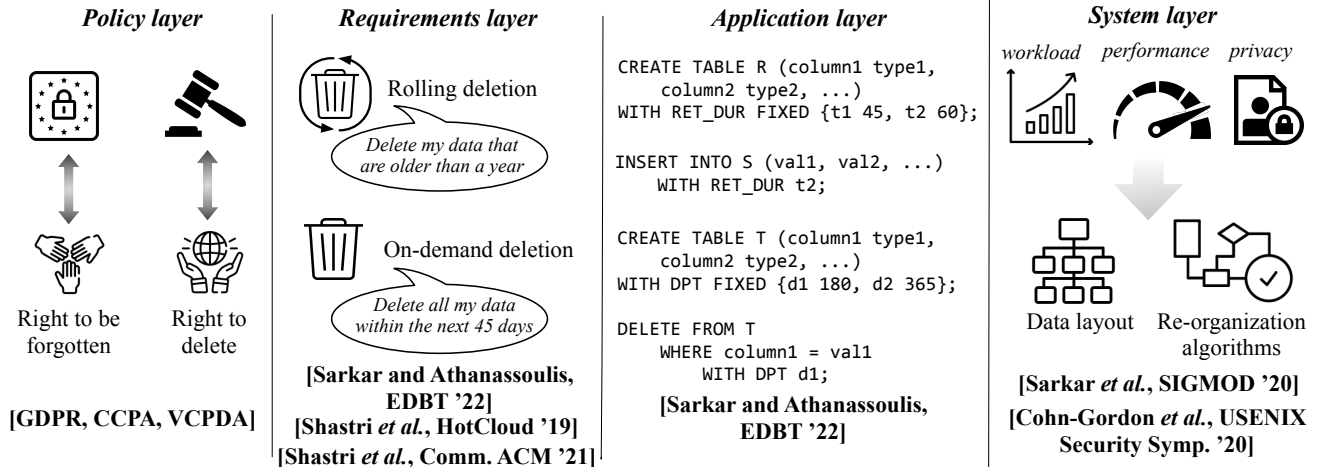 Policy layer
Right to be
forgotten
Right to
delete
[GDPR, CCPA, VCPDA]
Requirements layer
Rolling deletion
Delete my data that
are older than a year
On-demand deletion
Delete all my data
within the next 45 days
[Sarkar and Athanassoulis,
EDBT ’22]
[Shastri et al., HotCloud ’19]
[Shastri et al., Comm. ACM ’21]
Application layer
CREATE TABLE R (column1 type1,
column2 type2, ...)
WITH RET_DUR FIXED {t1 45, t2 60};
INSERT INTO S (val1, val2, ...)
WITH RET_DUR t2;
CREATE TABLE T (column1 type1,
column2 type2, ...)
WITH DPT FIXED {d1 180, d2 365};
DELETE FROM T
WHERE column1 = val1
WITH DPT d1;
[Sarkar and Athanassoulis,
EDBT ’22]
System layer
workload performance privacy
Data layout
Re-organization
algorithms
[Sarkar et al., SIGMOD ’20]
[Cohn-Gordon et al., USENIX
Security Symp. ’20]